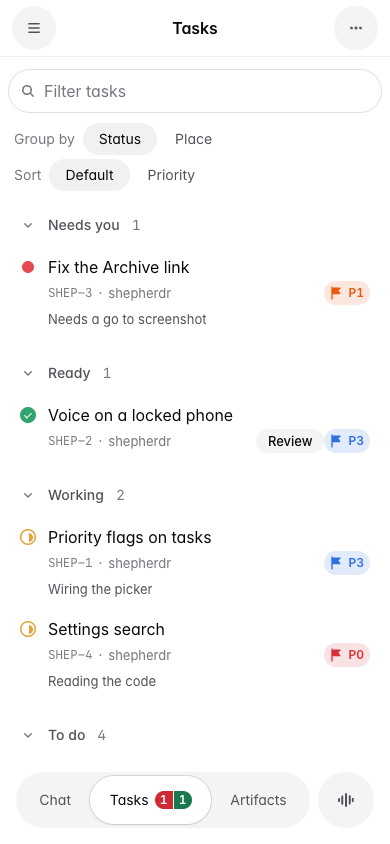 Tasks
Filter tasks
Group by Status Place
Sort Default Priority
Needs you 1
Fix the Archive link
SHEP-3 · shepherdr P1
Needs a go to screenshot
Ready 1
Voice on a locked phone
SHEP-2 · shepherdr Review P3
Working 2
Priority flags on tasks
SHEP-1 · shepherdr P3
Wiring the picker
Settings search
SHEP-4 · shepherdr P0
Reading the code
To do 4
Chat Tasks 1 1 Artifacts